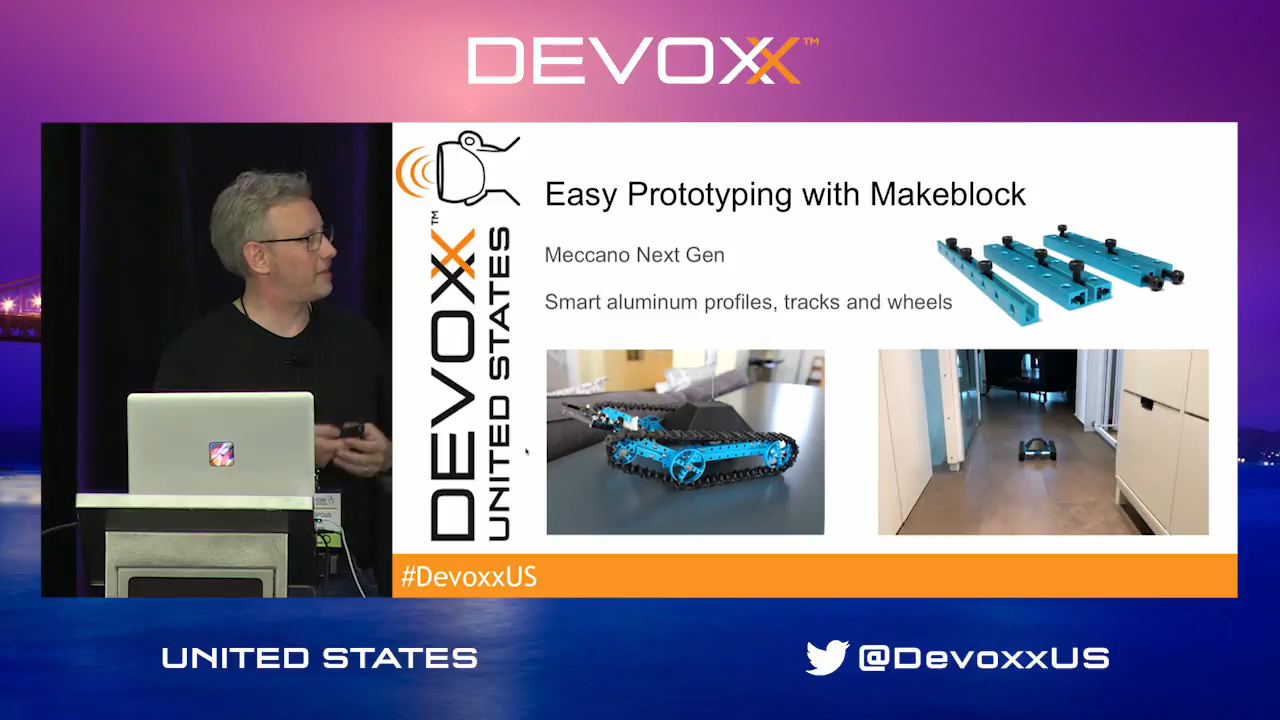 DEVOXX™
DEVOXX™
UNITED STATES
Easy Prototyping with Makeblock
Meccano Next Gen
Smart aluminum profiles, tracks and wheels
#DevoxxUS
UNITED STATES
@DevoxxUS